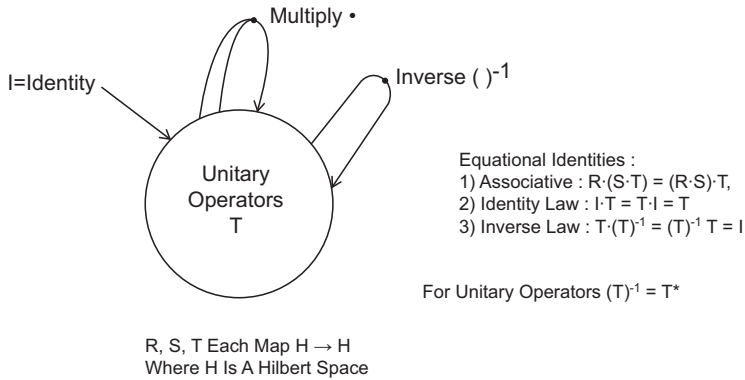 Multiply •
I=Identity
Inverse ( )⁻¹
Unitary
Operators
T
Equational Identities :
1) Associative : R·(S·T) = (R·S)·T,
2) Identity Law : I·T = T·I = T
3) Inverse Law : T·(T)⁻¹ = (T)⁻¹ T = I
For Unitary Operators (T)⁻¹ = T*
R, S, T Each Map H → H
Where H Is A Hilbert Space